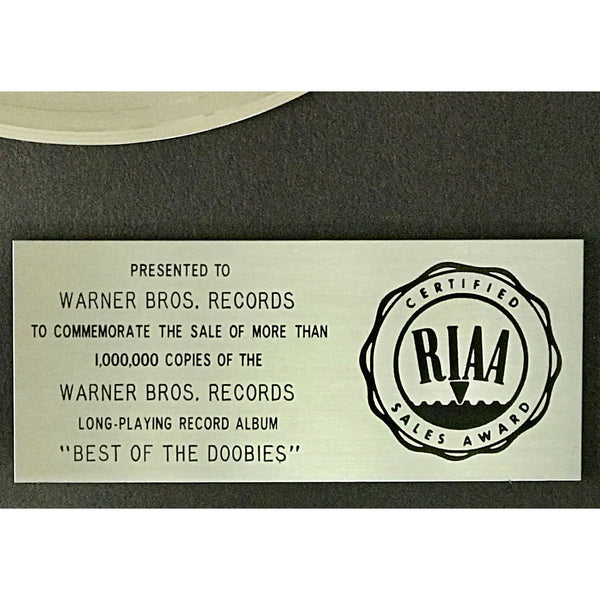 PRESENTED TO
WARNER BROS. RECORDS
TO COMMEMORATE THE SALE OF MORE THAN
1,000,000 COPIES OF THE
WARNER BROS. RECORDS
LONG-PLAYING RECORD ALBUM
"BEST OF THE DOOBIE$"
CERTIFIED
RIAA
SALES AWARD